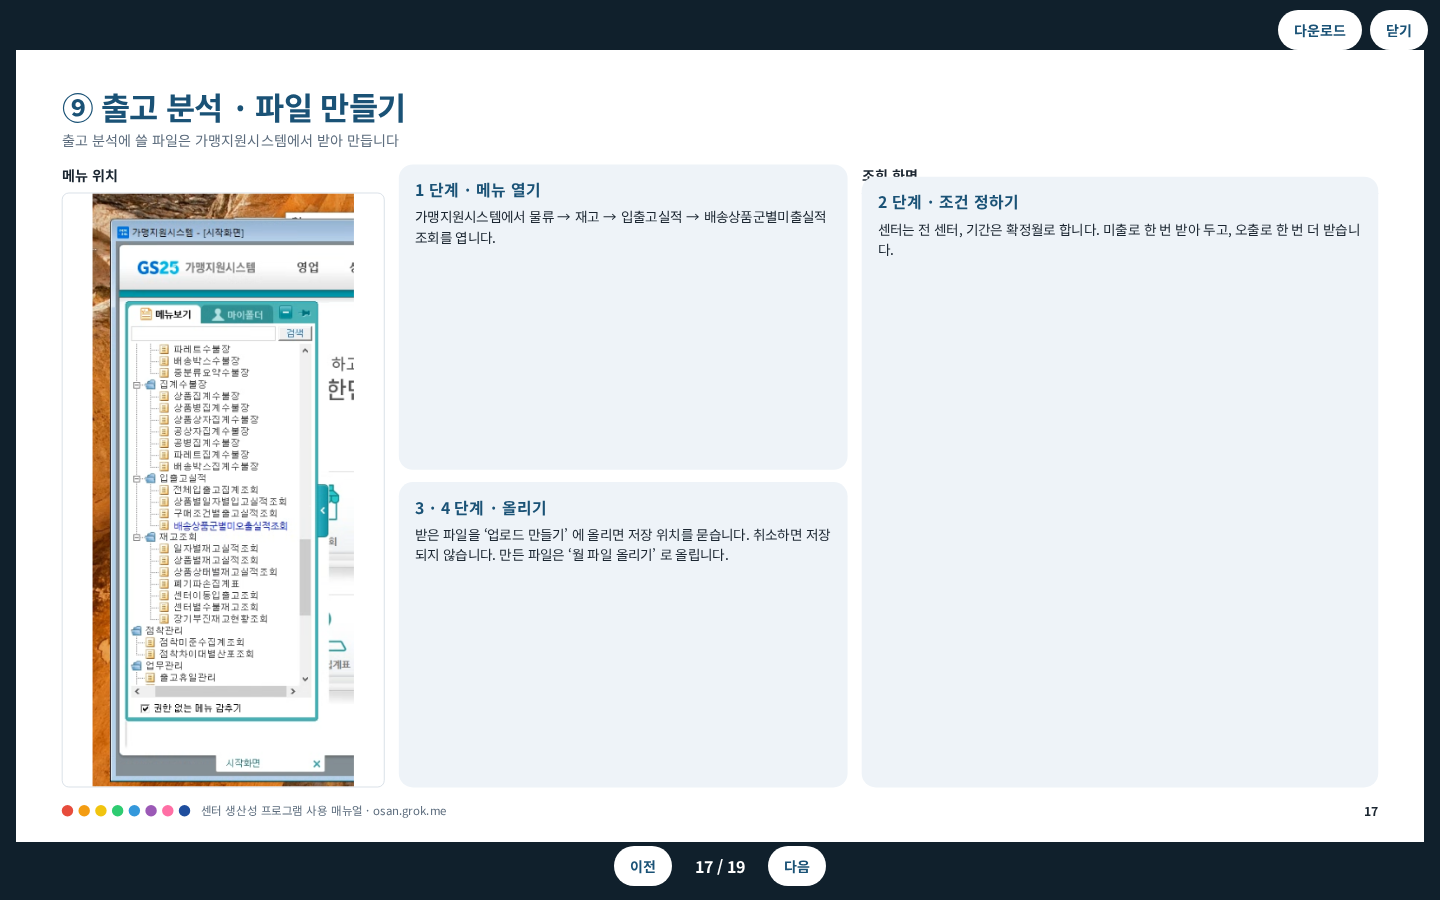 다운로드
닫기
⑨ 출고 분석 · 파일 만들기
출고 분석에 쓸 파일은 가맹지원시스템에서 받아 만듭니다
메뉴 위치
가맹지원시스템 - [시작화면]
GS25 가맹지원시스템
영업
메뉴보기
마이폴더
검색
파레트수불장
배송박스수불장
중분류요약수불장
집계수불장
상품집계수불장
상품병집계수불장
상품상자집계수불장
공상자집계수불장
공병집계수불장
파레트집계수불장
배송박스집계수불장
입출고실적
전체입출고집계조회
상품별일자별입고실적조회
구매조건별출고실적조회
배송상품군별미오출실적조회
재고조회
일자별재고실적조회
상품별재고실적조회
상품상태별재고실적조회
폐기파손집계표
센터이동입출고조회
센터별수불재고조회
장기부진재고현황조회
점착관리
점착미준수집계조회
점착차이대별산포조회
업무관리
출고휴일관리
권한 없는 메뉴 감추기
하고
시작화면
1 단계 · 메뉴 열기
가맹지원시스템에서 물류 → 재고 → 입출고실적 → 배송상품군별미출실적
조회를 엽니다.
3 · 4 단계 · 올리기
받은 파일을 ‘업로드 만들기’ 에 올리면 저장 위치를 묻습니다. 취소하면 저장
되지 않습니다. 만든 파일은 ‘월 파일 올리기’ 로 올립니다.
조회 화면
2 단계 · 조건 정하기
센터는 전 센터, 기간은 확정월로 합니다. 미출로 한 번 받아 두고, 오출로 한 번 더 받습니
다.
센터 생산성 프로그램 사용 매뉴얼 · osan.grok.me
17
이전
17 / 19
다음